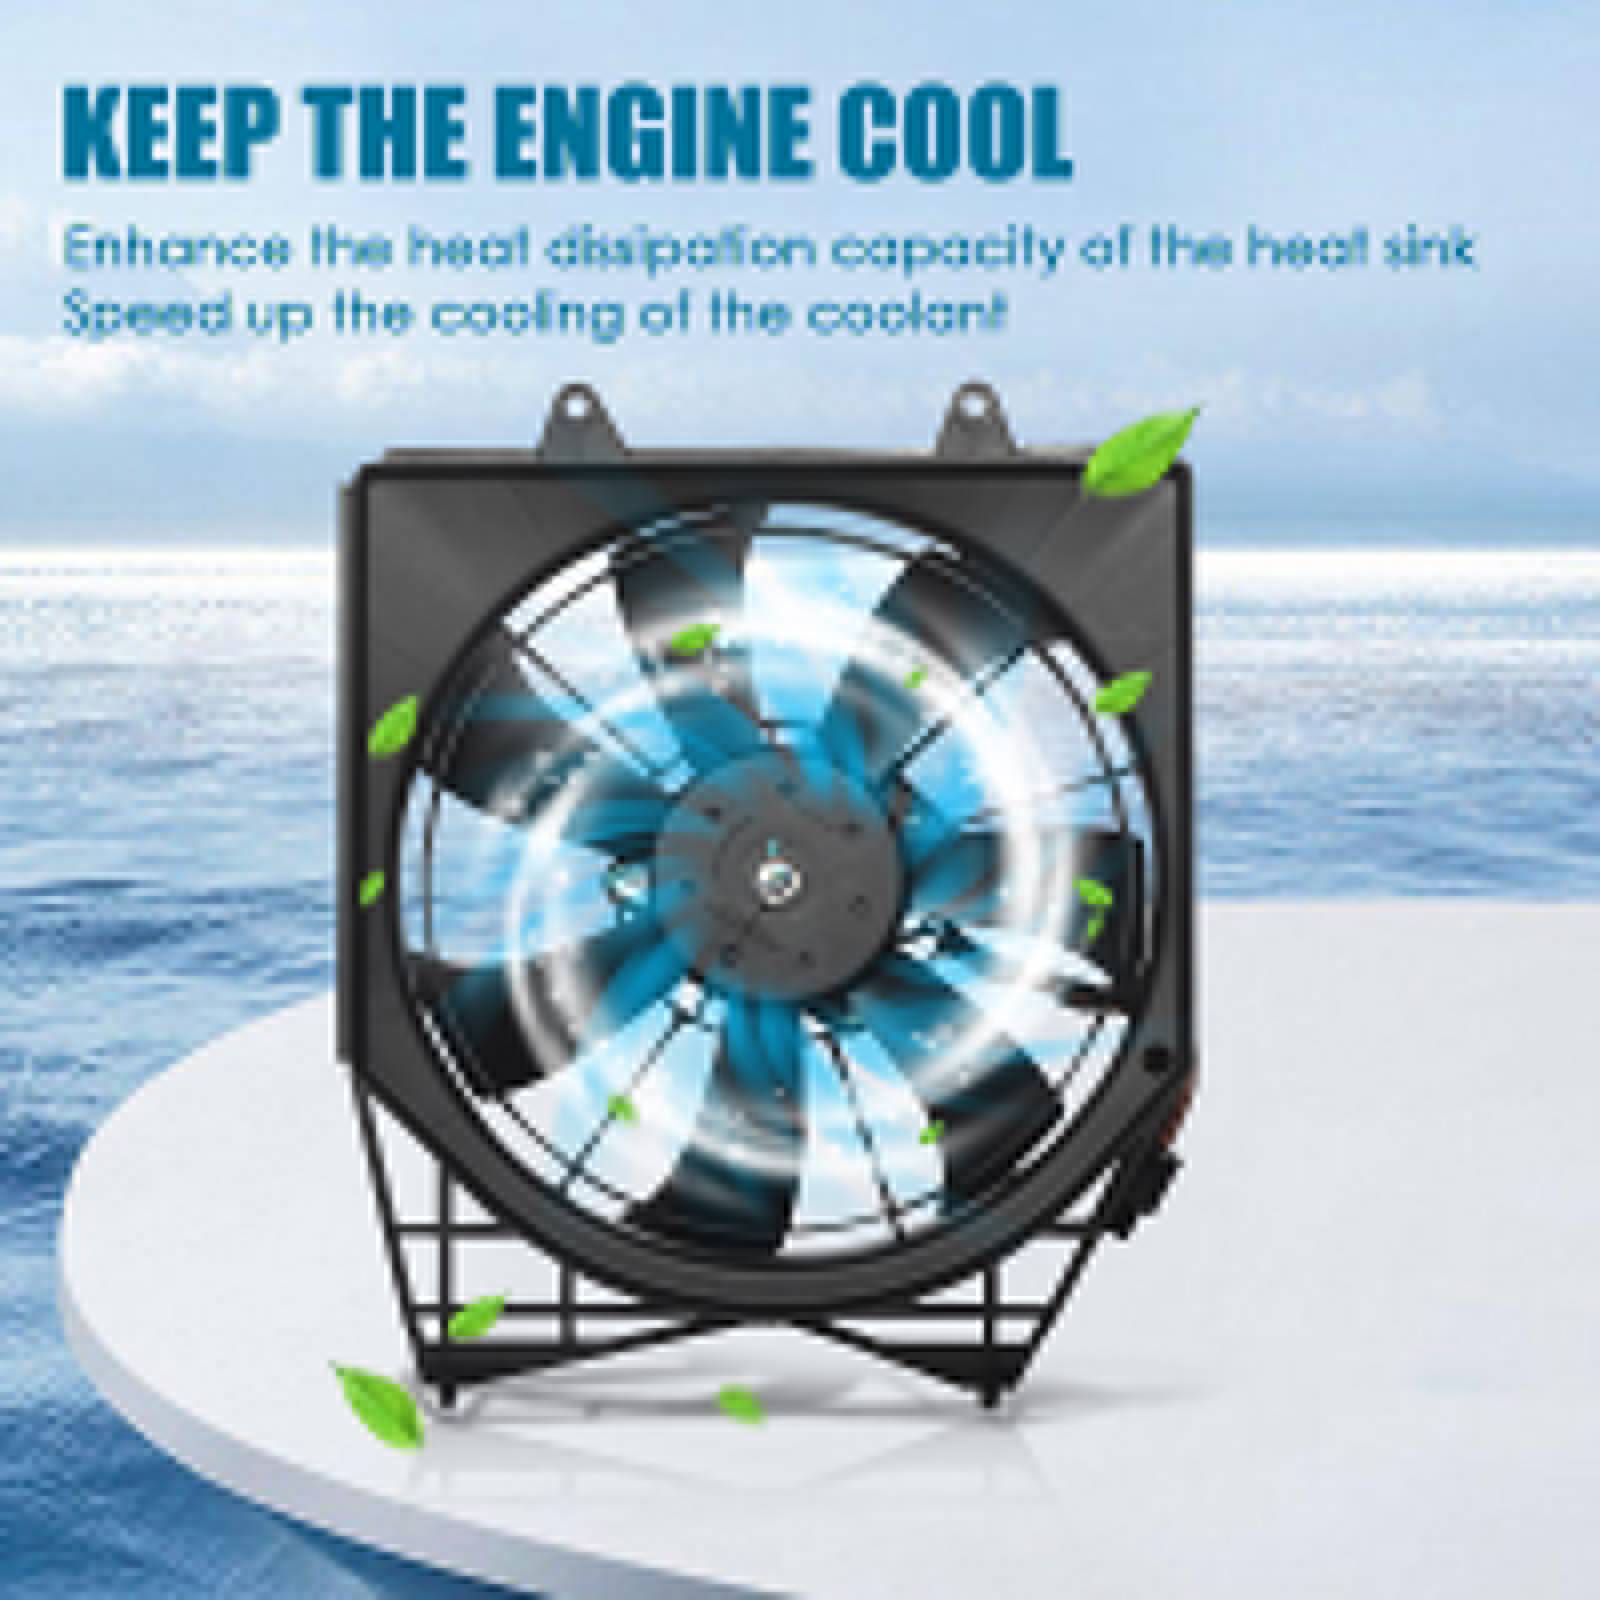 KEEP THE ENGINE COOL
Enhance the heat dissipation capacity of the heat sink
Speed up the cooling of the coolant